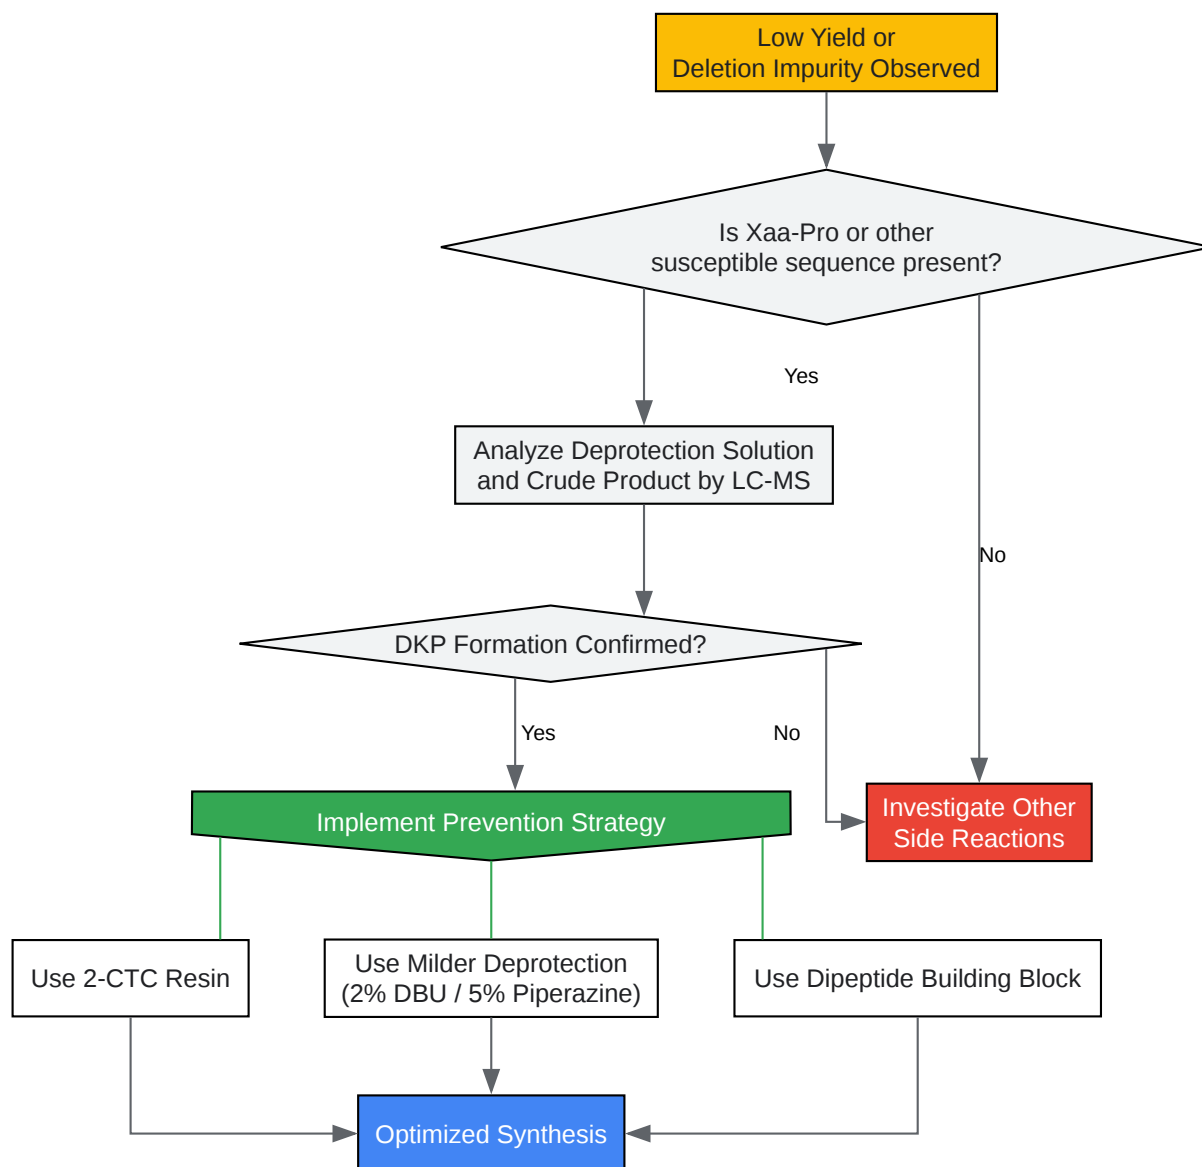 Low Yield or
Deletion Impurity Observed
Is Xaa-Pro or other
susceptible sequence present?
Yes
Analyze Deprotection Solution
and Crude Product by LC-MS
No
DKP Formation Confirmed?
Yes
No
Implement Prevention Strategy
Investigate Other
Side Reactions
Use 2-CTC Resin
Use Milder Deprotection
(2% DBU / 5% Piperazine)
Use Dipeptide Building Block
Optimized Synthesis